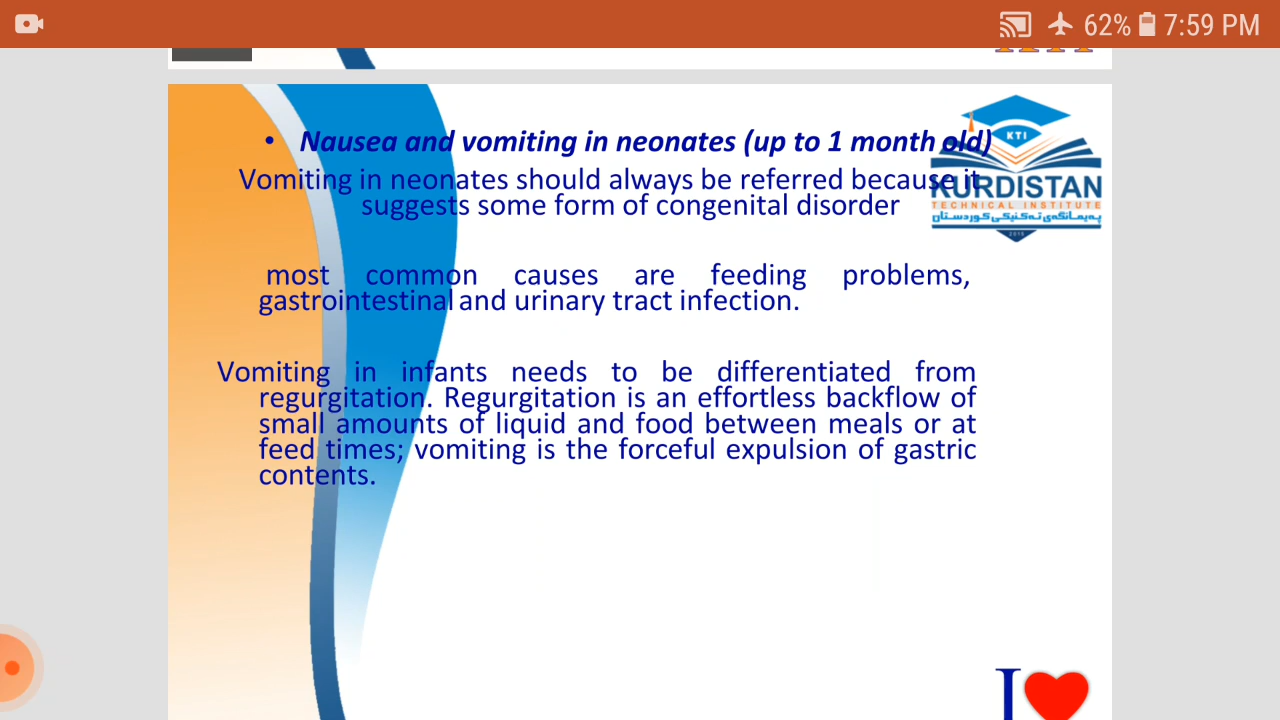 62% 7:59 PM
• Nausea and vomiting in neonates (up to 1 month old)
KTI
Vomiting in neonates should always be referred because it
suggests some form of congenital disorder
KURDISTAN
TECHNICAL INSTITUTE
پەیمانگەی تەکنیکی کوردستان
most common causes are feeding problems,
gastrointestinal and urinary tract infection.
Vomiting in infants needs to be differentiated from
regurgitation. Regurgitation is an effortless backflow of
small amounts of liquid and food between meals or at
feed times; vomiting is the forceful expulsion of gastric
contents.
I